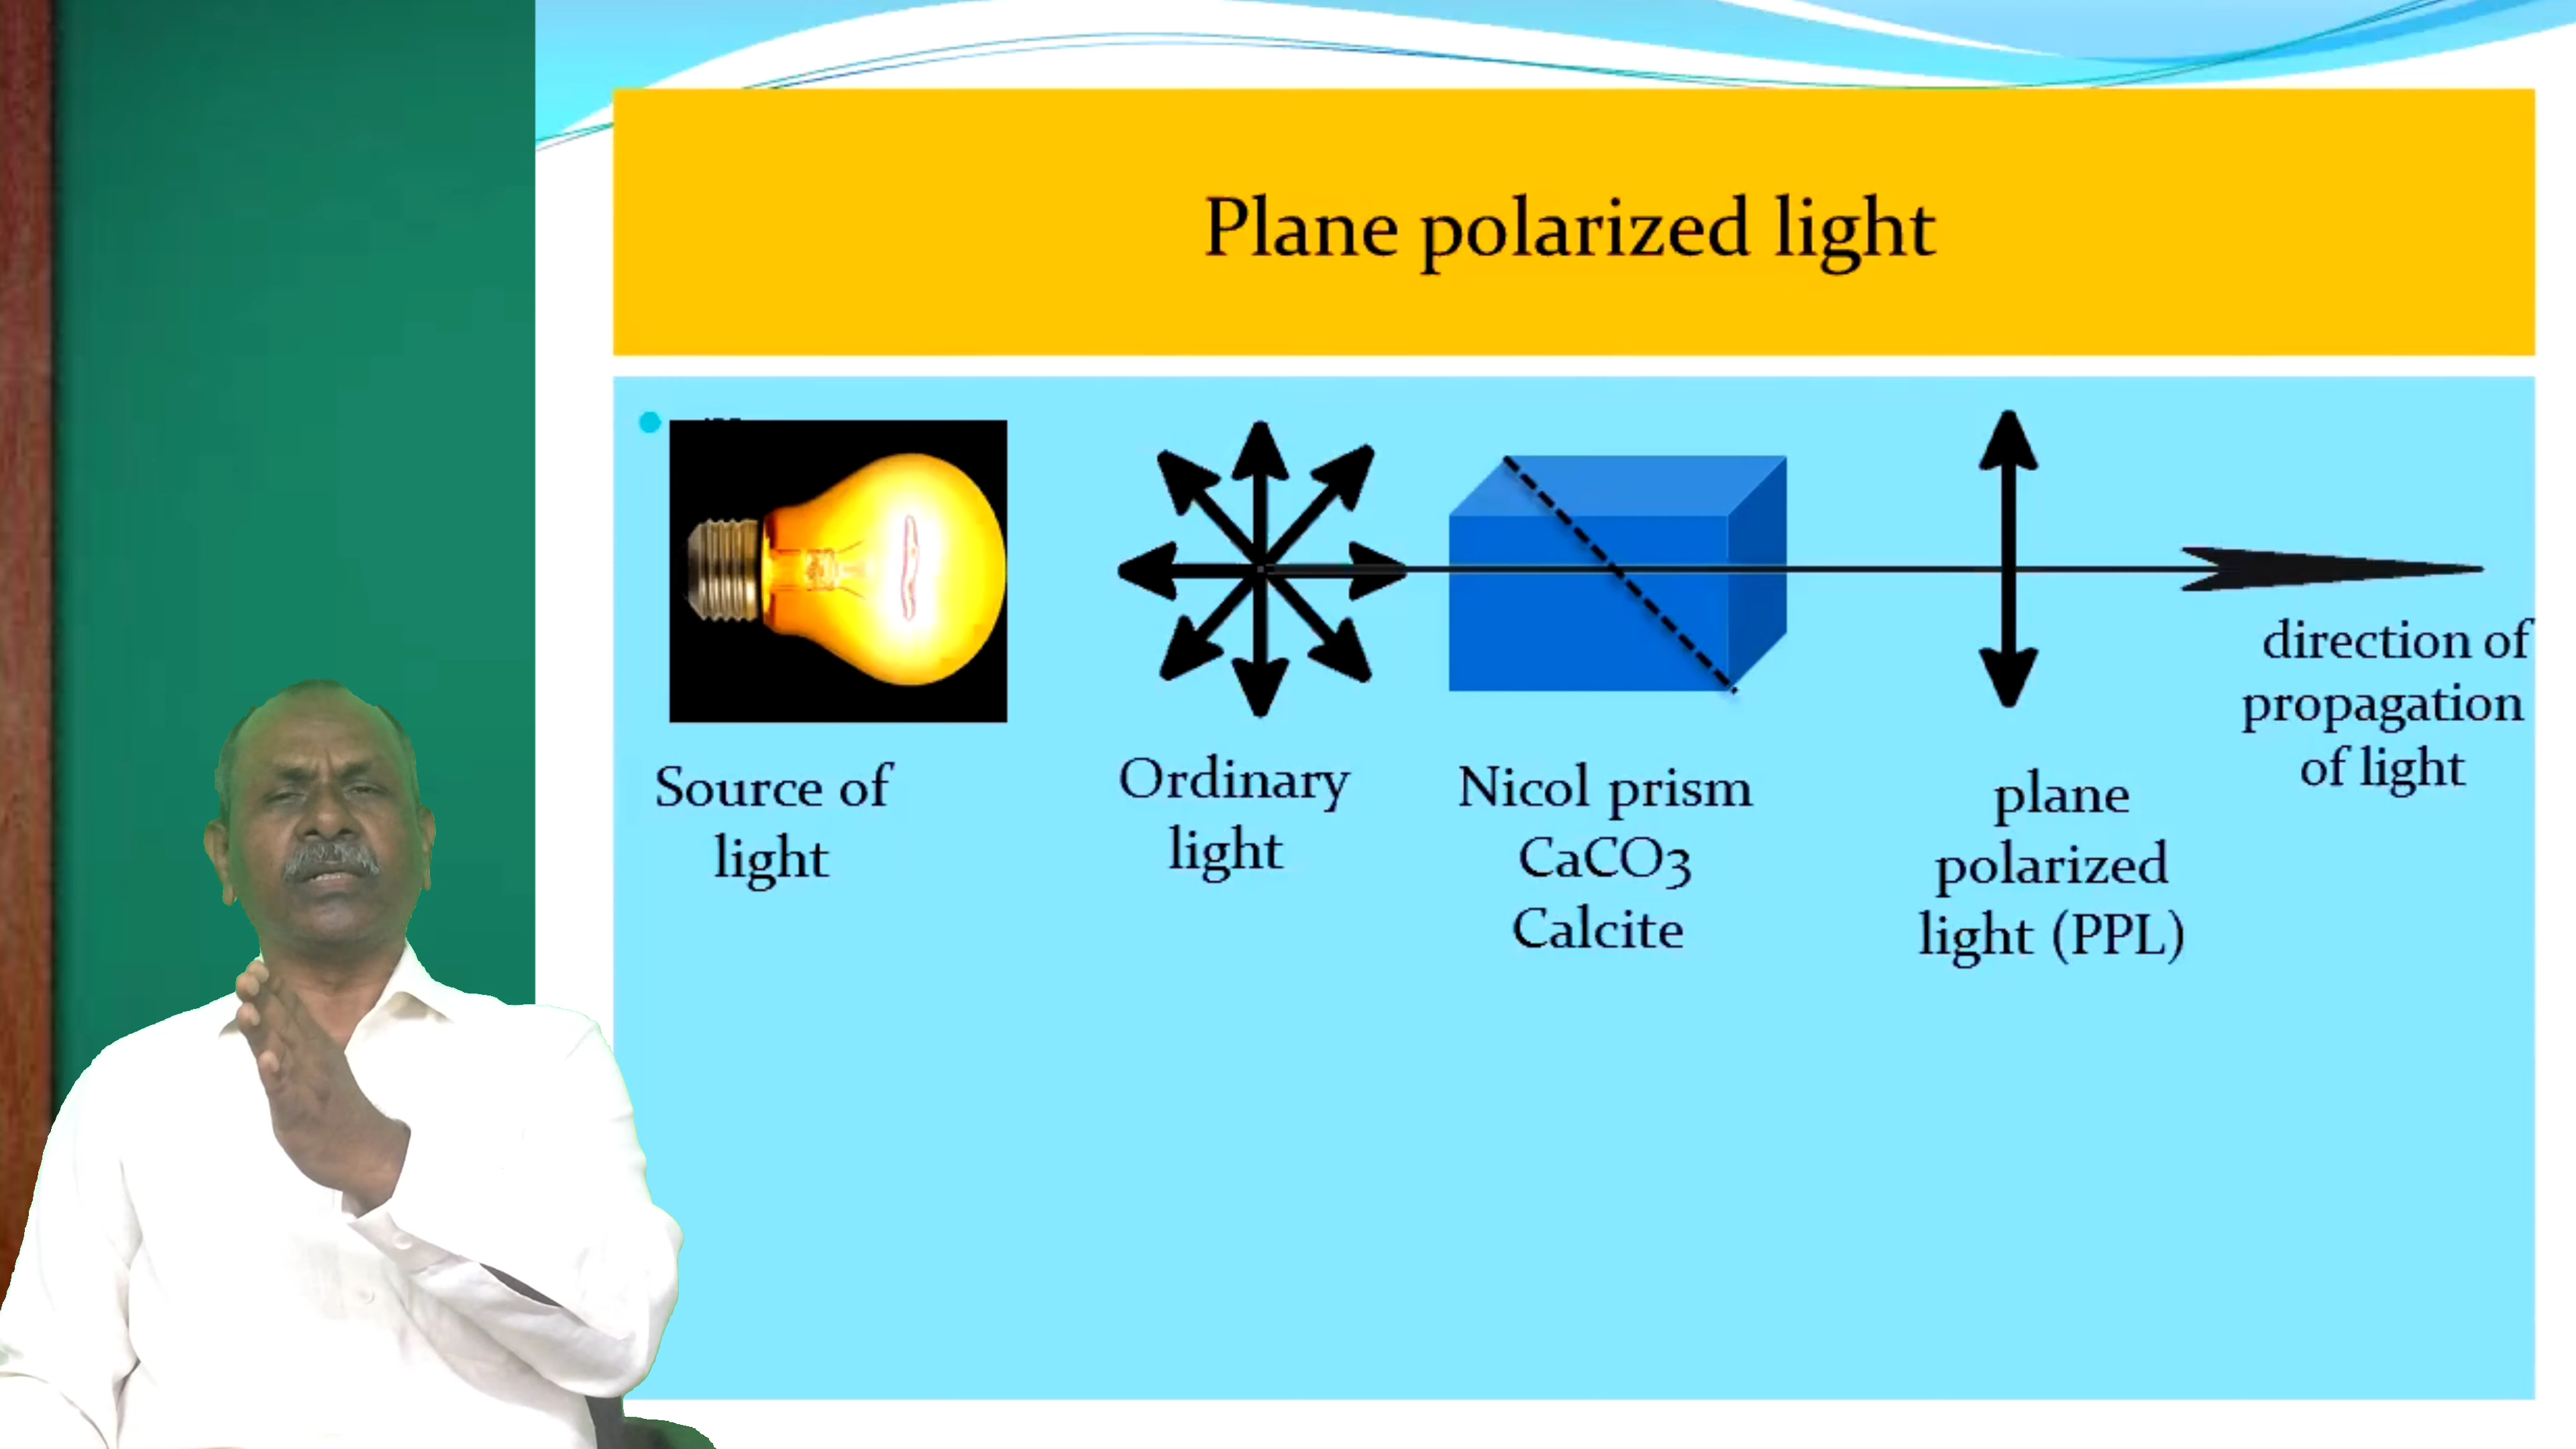 Plane polarized light
Source of
light
Ordinary
light
Nicol prism
CaCO3
Calcite
plane
polarized
light (PPL)
direction of
propagation
of light